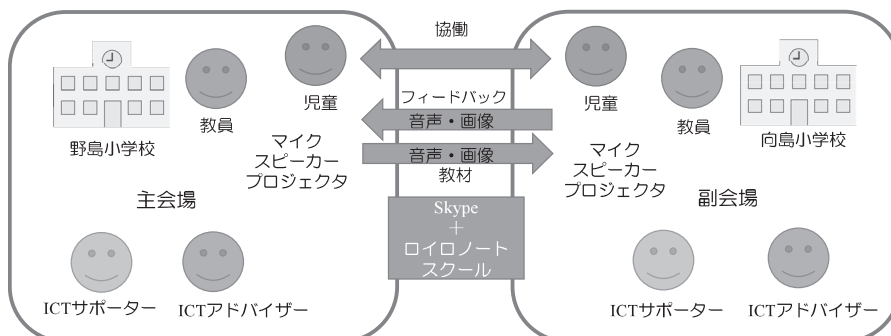 協働
児童
教員
野島小学校
マイク
スピーカー
プロジェクタ
主会場
ICTサポーター
ICTアドバイザー
フィードバック
音声・画像
音声・画像
教材
Skype
＋
ロイロノート
スクール
児童
教員
向島小学校
マイク
スピーカー
プロジェクタ
副会場
ICTサポーター
ICTアドバイザー